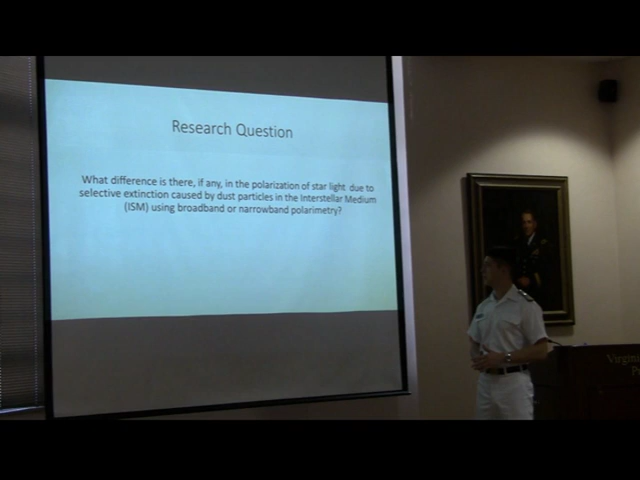 Research Question
What difference is there, if any, in the polarization of star light due to
selective extinction caused by dust particles in the Interstellar Medium
(ISM) using broadband or narrowband polarimetry?